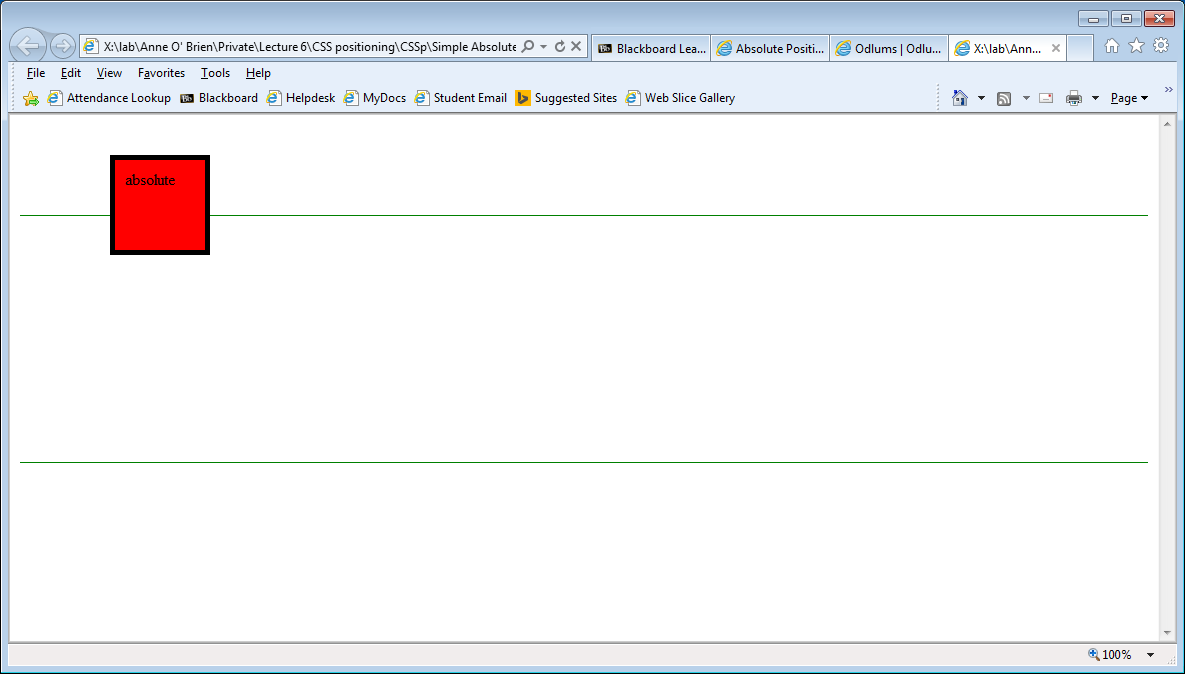 X:\lab\Anne O' Brien\Private\Lecture 6\CSS positioning\CSSp\Simple Absolute
Blackboard Lea... Absolute Positi... Odlums | Odlu... X:\lab\Ann...
File Edit View Favorites Tools Help
Attendance Lookup Bb Blackboard Helpdesk MyDocs Student Email Suggested Sites Web Slice Gallery Page
absolute
100%